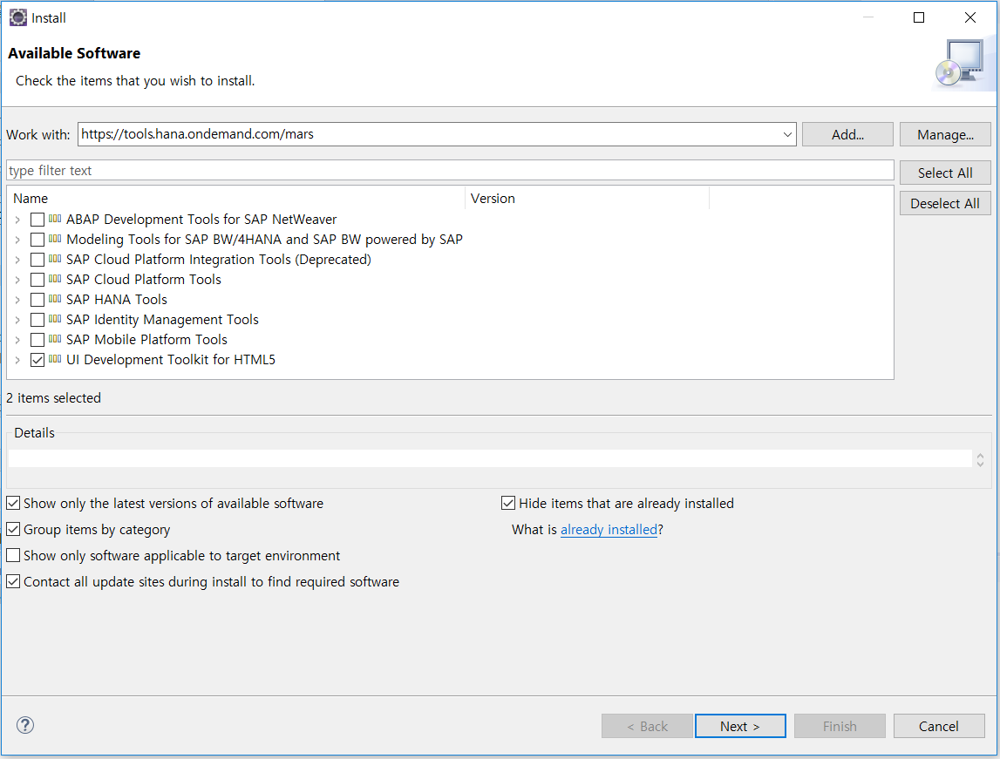 Install
Available Software
Check the items that you wish to install.
Work with: https://tools.hana.ondemand.com/mars Add... Manage...
type filter text
Select All
Deselect All
Name Version
ABAP Development Tools for SAP NetWeaver
Modeling Tools for SAP BW/4HANA and SAP BW powered by SAP
SAP Cloud Platform Integration Tools (Deprecated)
SAP Cloud Platform Tools
SAP HANA Tools
SAP Identity Management Tools
SAP Mobile Platform Tools
UI Development Toolkit for HTML5
2 items selected
Details
Show only the latest versions of available software Hide items that are already installed
Group items by category What is already installed?
Show only software applicable to target environment
Contact all update sites during install to find required software
? < Back Next > Finish Cancel